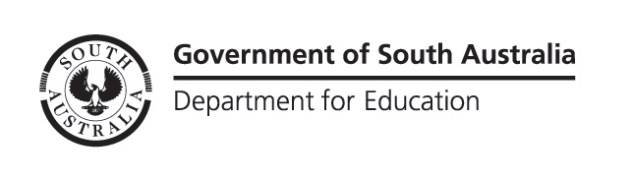 SOUTH
AUSTRALIA
Government of South Australia
Department for Education